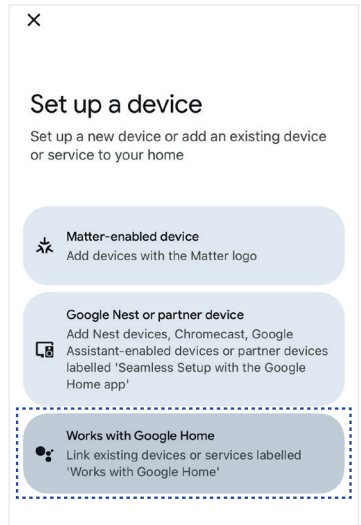 Set up a device
Set up a new device or add an existing device
or service to your home
Matter-enabled device
Add devices with the Matter logo
Google Nest or partner device
Add Nest devices, Chromecast, Google
Assistant-enabled devices or partner devices
labelled 'Seamless Setup with the Google
Home app'
Works with Google Home
Link existing devices or services labelled
'Works with Google Home'